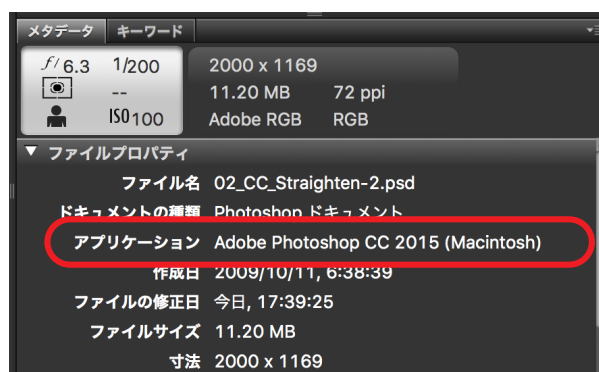 メタデータ キーワード
f/ 6.3 1/200 2000 x 1169
-- 11.20 MB 72 ppi
ISO 100 Adobe RGB RGB
▼ ファイルプロパティ
ファイル名 02_CC_Straighten-2.psd
ドキュメントの種類 Photoshop ドキュメント
アプリケーション Adobe Photoshop CC 2015 (Macintosh)
作成日 2009/10/11, 6:38:39
ファイルの修正日 今日, 17:39:25
ファイルサイズ 11.20 MB
寸法 2000 x 1169